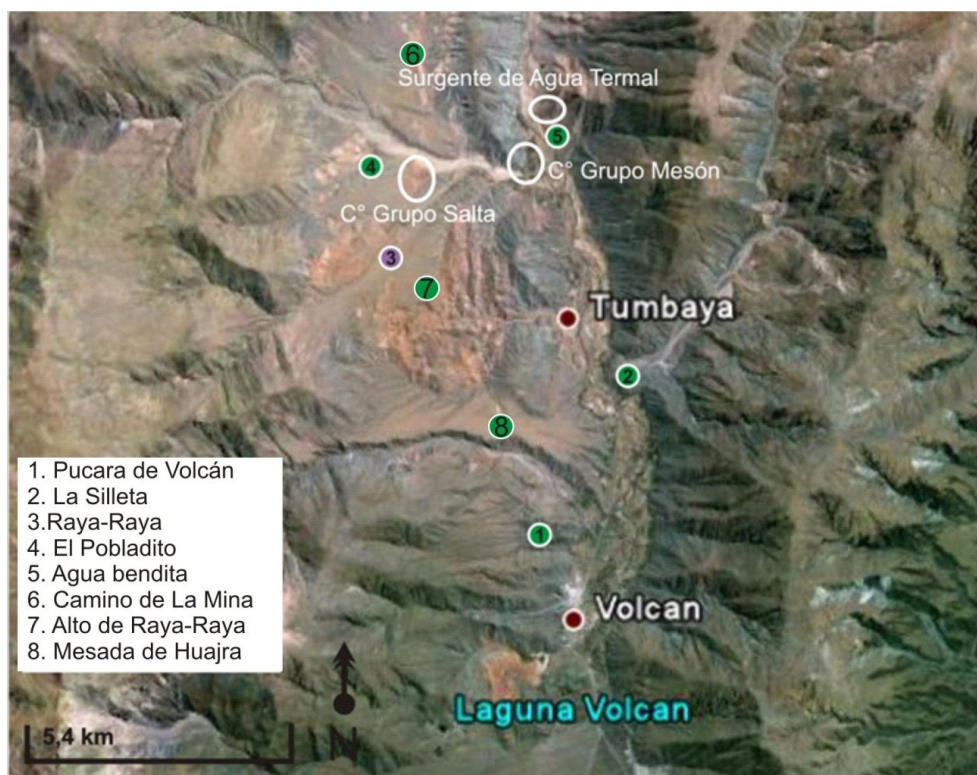 6
Surgente de Agua Termal
5
4
C° Grupo Mesón
C° Grupo Salta
3
7
Tumbaya
2
8
1. Pucara de Volcán
2. La Silleta
3.Raya-Raya
4. El Pobladito
5. Agua bendita
6. Camino de La Mina
7. Alto de Raya-Raya
8. Mesada de Huajra
1
Volcan
Laguna Volcan
5,4 km
N